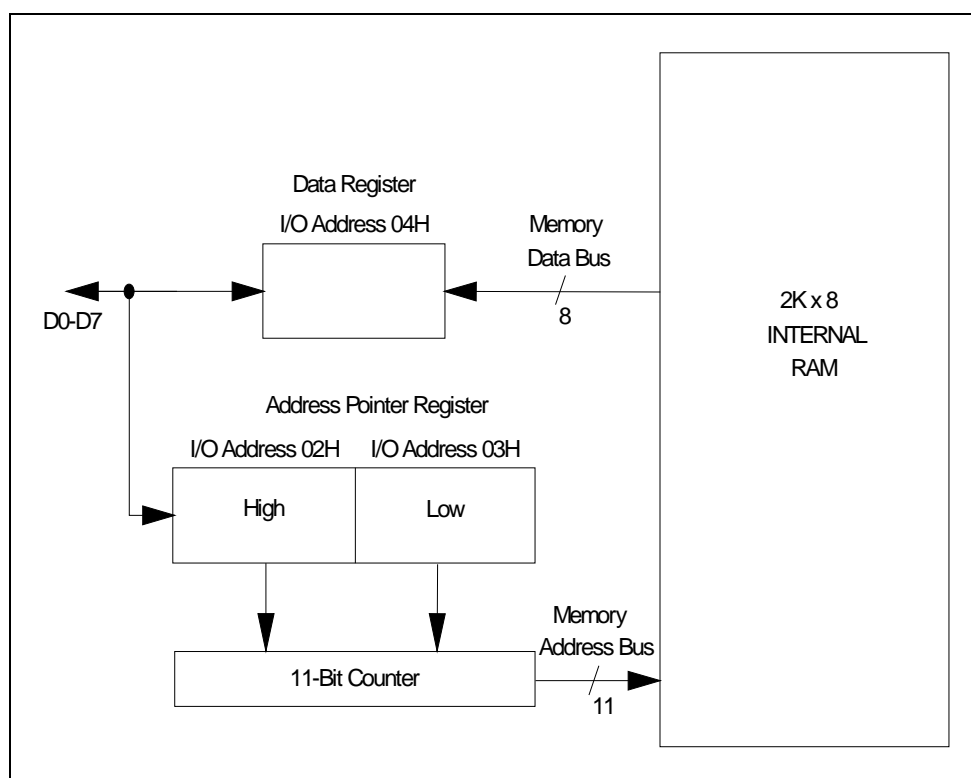 Data Register
I/O Address 04H
Memory
Data Bus
8
D0-D7
2K x 8
INTERNAL
RAM
Address Pointer Register
I/O Address 02H
I/O Address 03H
High
Low
Memory
Address Bus
11
11-Bit Counter